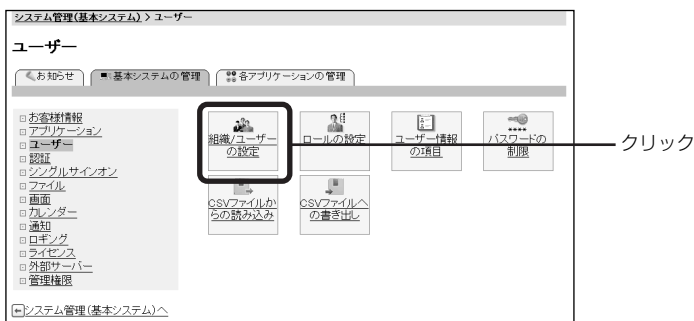 システム管理(基本システム) > ユーザー
ユーザー
お知らせ 基本システムの管理 各アプリケーションの管理
お客様情報
アプリケーション
ユーザー
認証
シングルサインオン
ファイル
画面
カレンダー
通知
ロギング
ライセンス
外部サーバー
管理権限
組織/ユーザー
の設定
ロールの設定
ユーザー情報
の項目
パスワードの
制限
CSVファイルか
らの読み込み
CSVファイルへ
の書き出し
クリック
システム管理(基本システム)へ